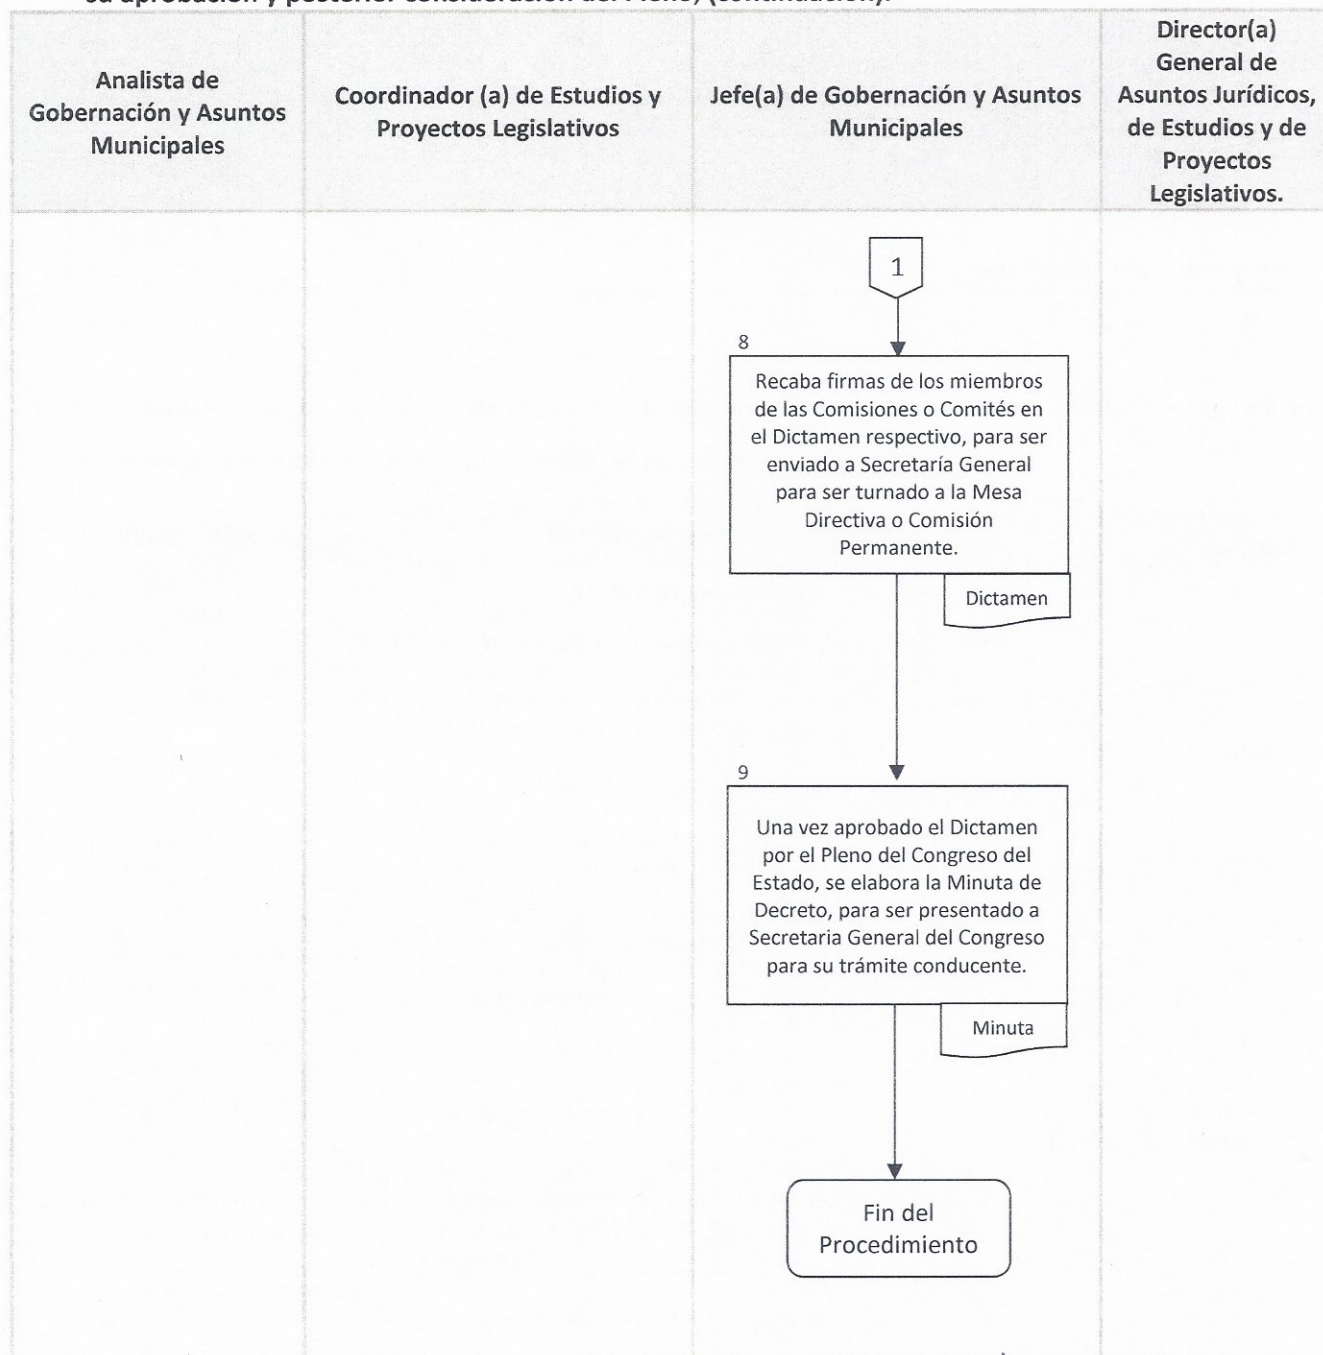 su aprobación y posterior consideración del Pleno, (continuación).
Analista de
Gobernación y Asuntos
Municipales
Coordinador (a) de Estudios y
Proyectos Legislativos
Jefe(a) de Gobernación y Asuntos
Municipales
Director(a)
General de
Asuntos Jurídicos,
de Estudios y de
Proyectos
Legislativos.
1
8
Recaba firmas de los miembros
de las Comisiones o Comités en
el Dictamen respectivo, para ser
enviado a Secretaría General
para ser turnado a la Mesa
Directiva o Comisión
Permanente.
Dictamen
9
Una vez aprobado el Dictamen
por el Pleno del Congreso del
Estado, se elabora la Minuta de
Decreto, para ser presentado a
Secretaria General del Congreso
para su trámite conducente.
Minuta
Fin del
Procedimiento